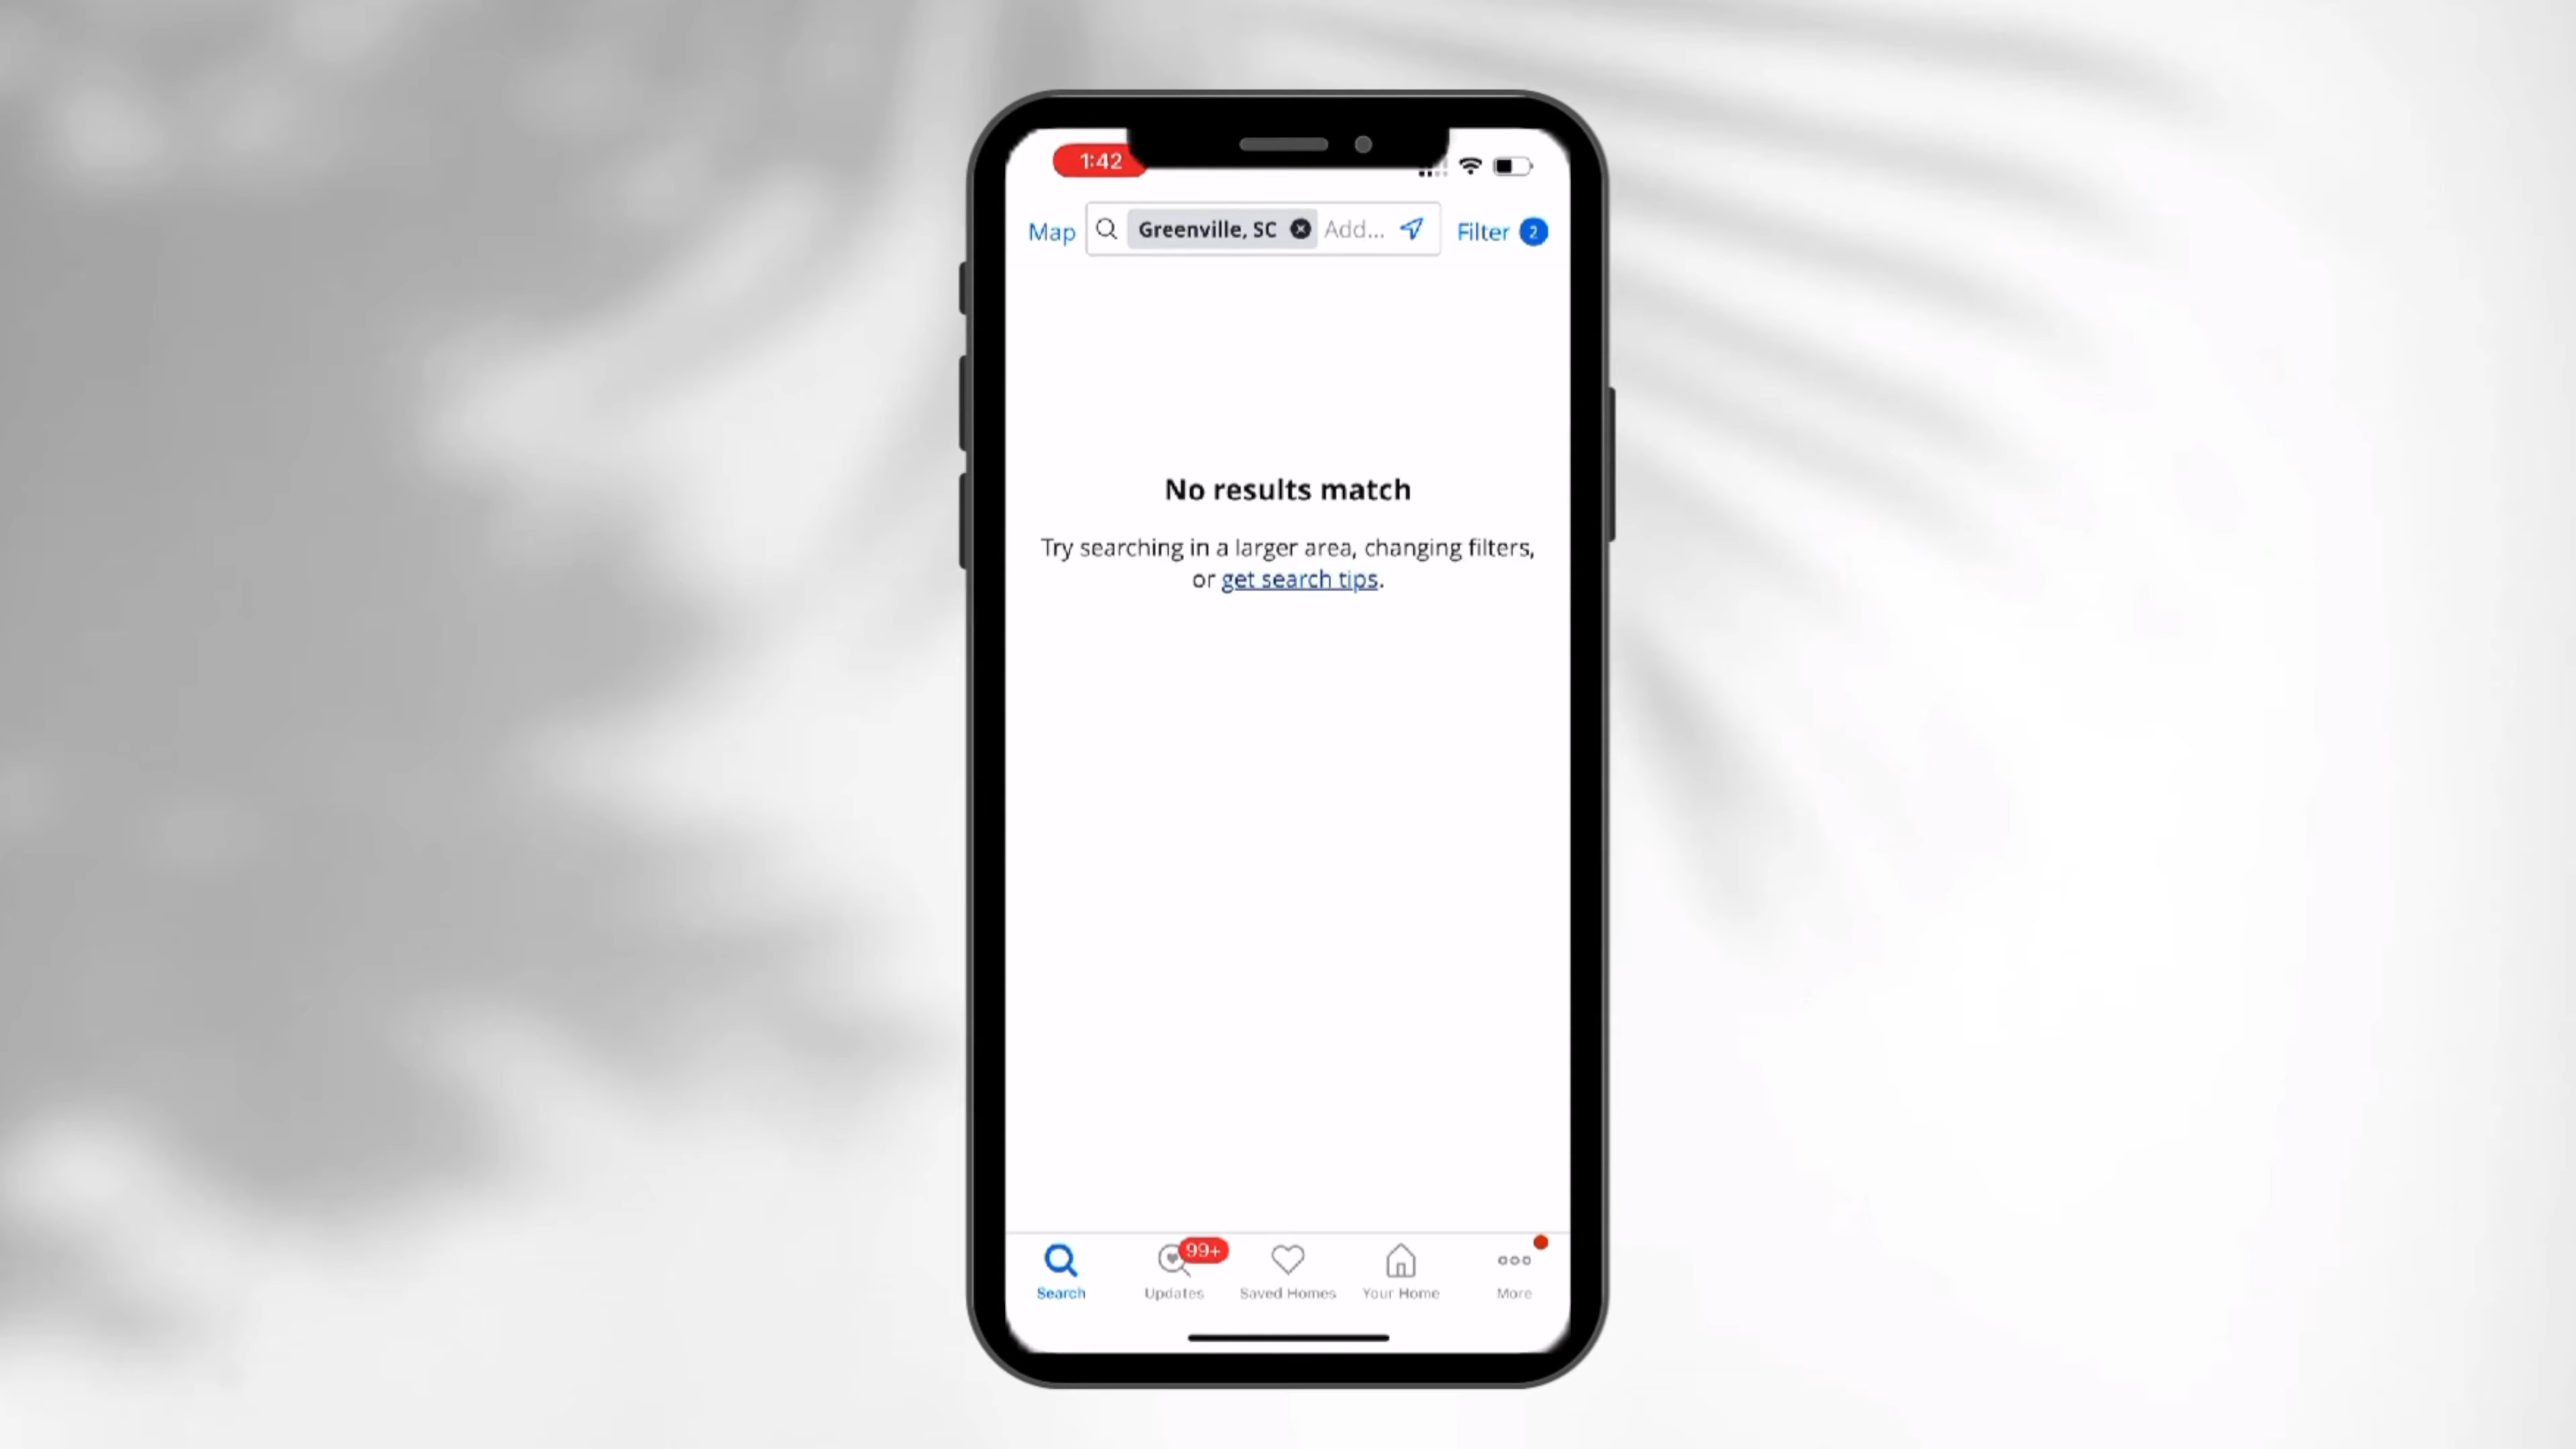 1:42
Map
Greenville, SC
Add...
Filter 2
No results match
Try searching in a larger area, changing filters,
or get search tips.
99+
Search
Updates
Saved Homes
Your Home
More